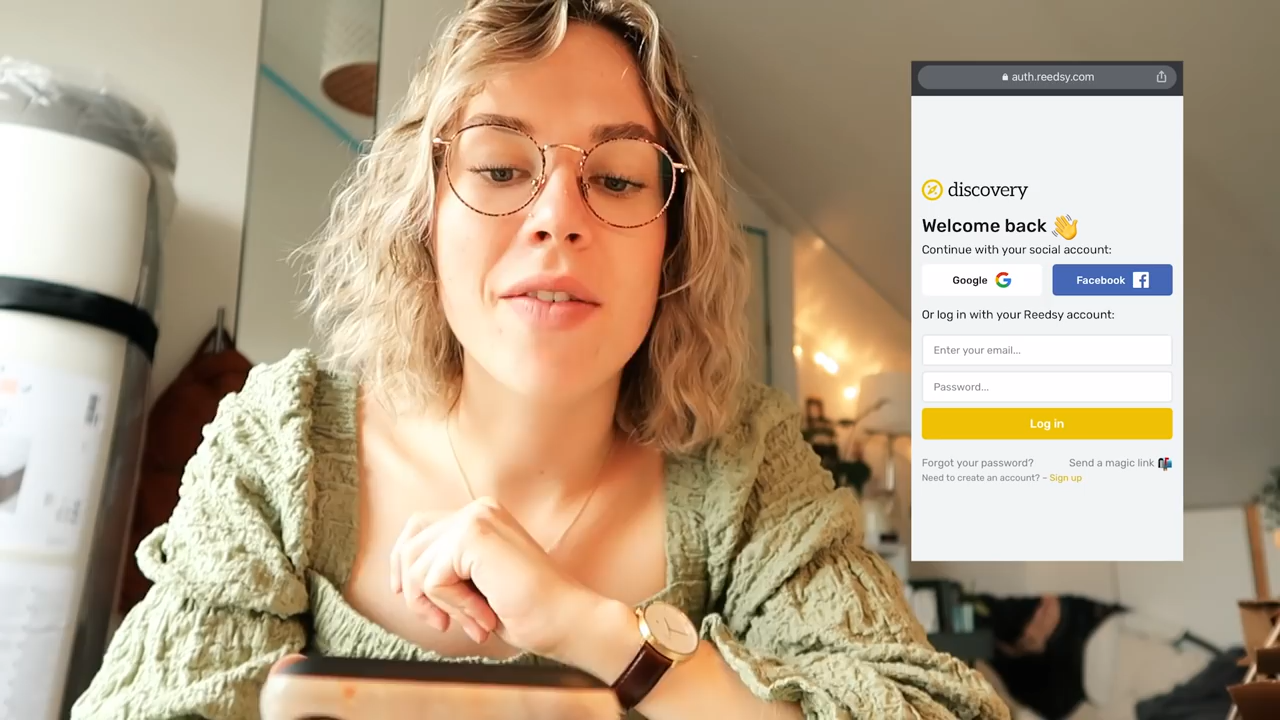 auth.reedsy.com
discovery
Welcome back 👋
Continue with your social account:
Google
Facebook
Or log in with your Reedsy account:
Enter your email...
Password...
Log in
Forgot your password? Send a magic link 📬
Need to create an account? - Sign up